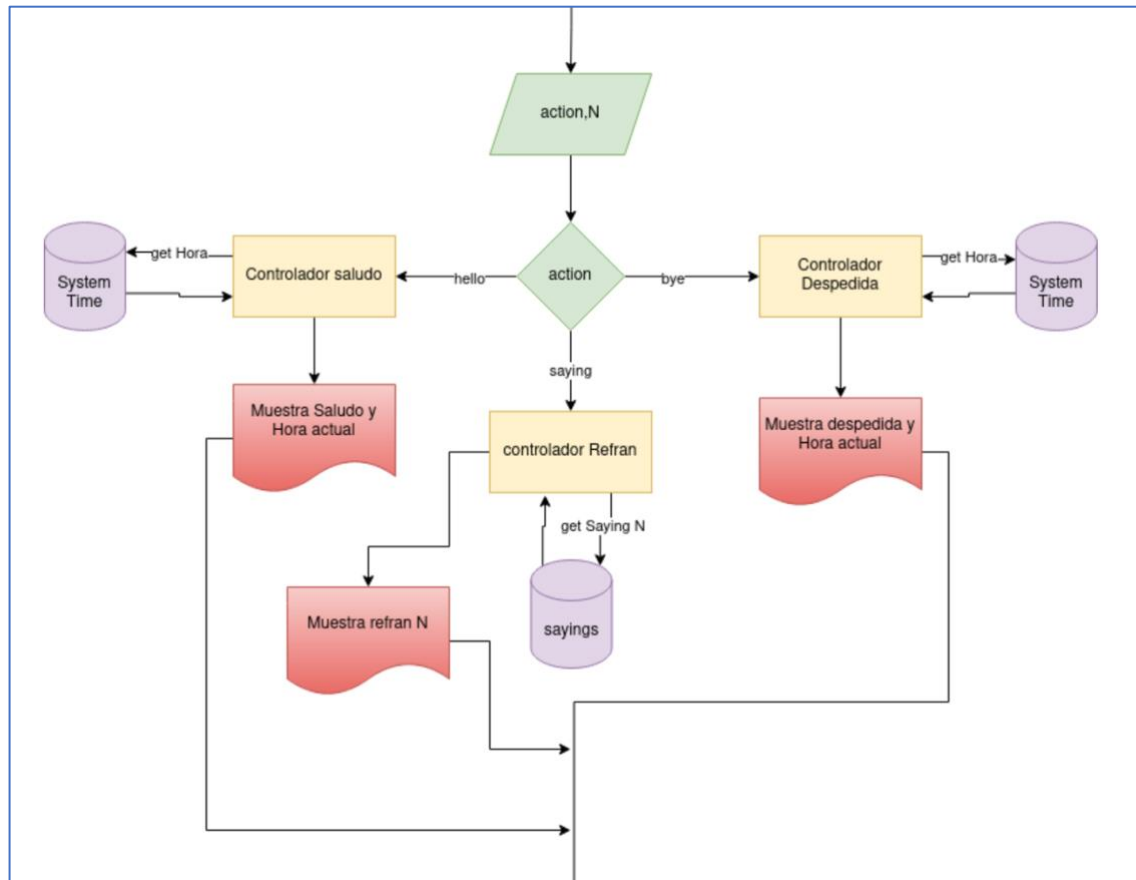 action,N
get Hora
System
Time
Controlador saludo
hello
action
bye
Controlador
Despedida
get Hora
System
Time
saying
Muestra Saludo y
Hora actual
controlador Refran
Muestra despedida y
Hora actual
get Saying N
Muestra refran N
sayings